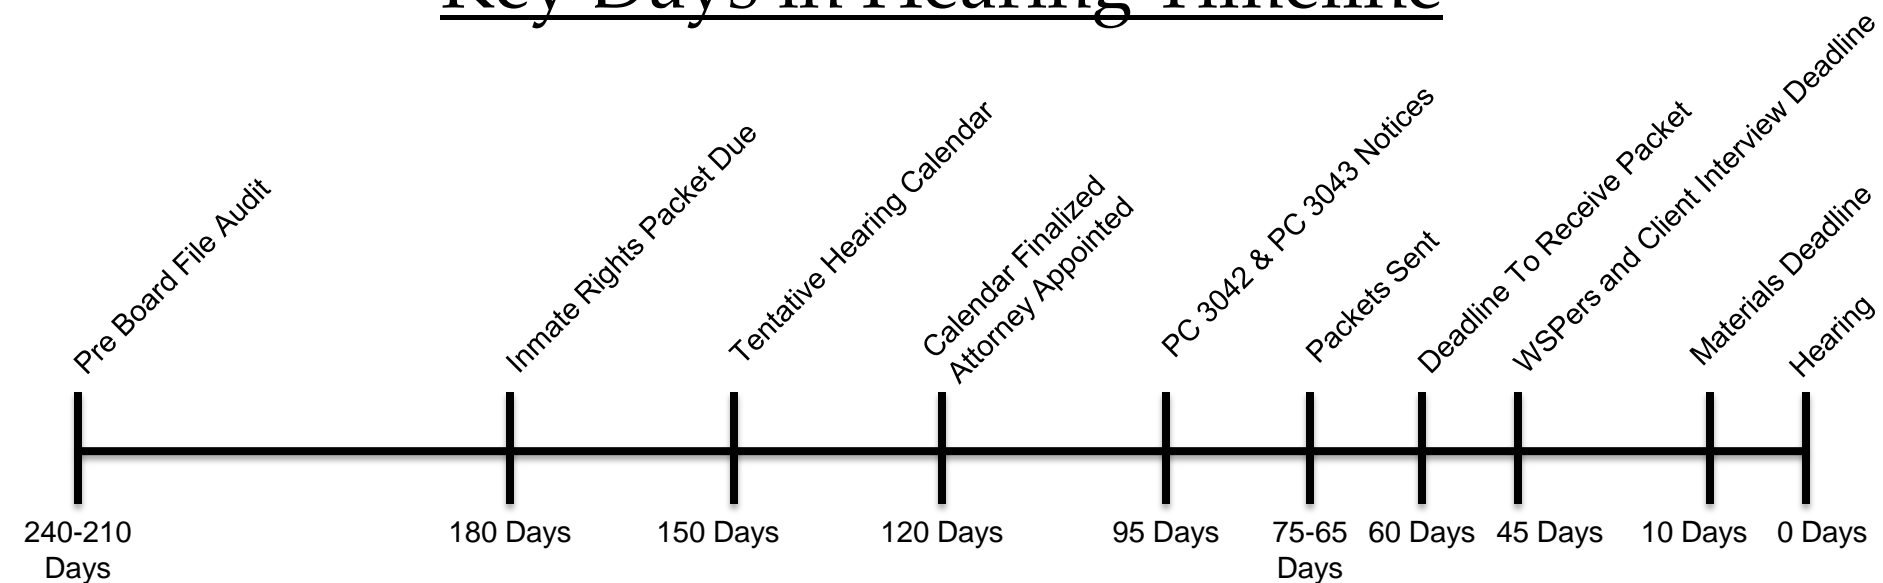 Key Days in Hearing Timeline
Pre Board File Audit
Inmate Rights Packet Due
Tentative Hearing Calendar
Calendar Finalized
Attorney Appointed
PC 3042 & PC 3043 Notices
Packets Sent
Deadline To Receive Packet
WSPers and Client Interview Deadline
Materials Deadline
Hearing
240-210
Days
180 Days
150 Days
120 Days
95 Days
75-65
Days
60 Days
45 Days
10 Days
0 Days